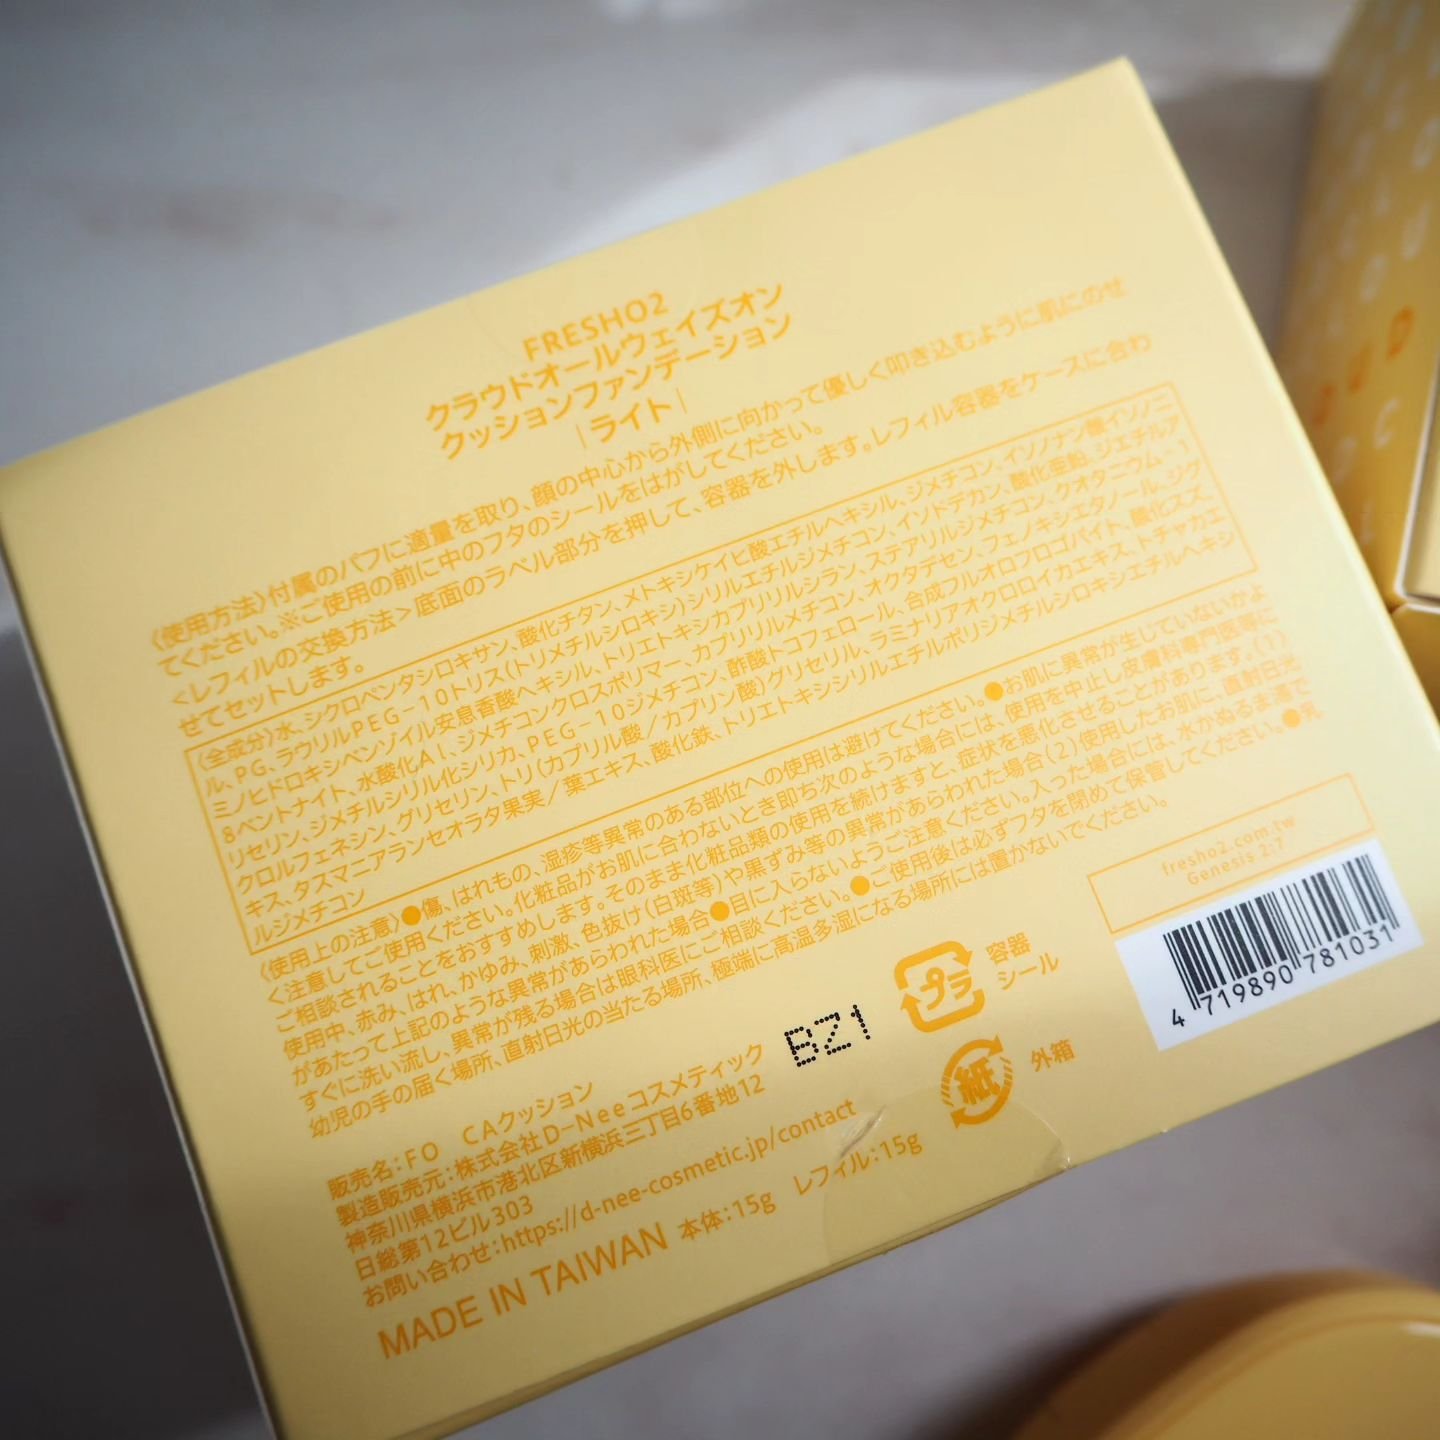 FRESHO2
クラウドオールウェイズオン
クッションファンデーション
|ライト|
〈使用方法〉付属のパフに適量を取り、顔の中心から外側に向かって優しく叩き込むように肌にのせ
てください。※ご使用の前に中のフタのシールをはがしてください。
<レフィルの交換方法>底面のラベル部分を押して、容器を外します。レフィル容器をケースに合わ
せてセットします。
〈全成分〉水、シクロペンタシロキサン、酸化チタン、メトキシケイヒ酸エチルヘキシル、ジメチコン、イソノナン酸イソノニ
ル、PG、ラウリルPEG-10トリス(トリメチルシロキシ)シリルエチルジメチコン、イソドデカン、酸化亜鉛、ジエチルア
ミノヒドロキシベンゾイル安息香酸ヘキシル、トリエトキシカプリリルシラン、ステアリルジメチコン、クオタニウム-1
8ベントナイト、水酸化Al、ジメチコンクロスポリマー、カプリリルメチコン、オクタデセン、フェノキシエタノール、ジグ
リセリン、ジメチルシリル化シリカ、PEG-10ジメチコン、酢酸トコフェロール、合成フルオロフロゴパイト、酸化スズ、
クロルフェネシン、グリセリン、トリ(カプリル酸/カプリン酸)グリセリル、ラミナリアオクロロイカエキス、トチャカエ
キス、タスマニアランセオラタ果実/葉エキス、酸化鉄、トリエトキシシリルエチルポリジメチルシロキシエチルヘキシ
ルジメチコン
〈使用上の注意〉●傷、はれもの、湿疹等異常のある部位への使用は避けてください。●お肌に異常が生じていないかよ
く注意してご使用ください。化粧品がお肌に合わないとき即ち次のような場合には、使用を中止し皮膚科専門医等に
ご相談されることをおすすめします。そのまま化粧品類の使用を続けますと、症状を悪化させることがあります。(1)
使用中、赤み、はれ、かゆみ、刺激、色抜け(白斑等)や黒ずみ等の異常があらわれた場合(2)使用したお肌に、直射日光
があたって上記のような異常があらわれた場合●目に入らないようご注意ください。入った場合には、水かぬるま湯で
すぐに洗い流し、異常が残る場合は眼科医にご相談ください。●ご使用後は必ずフタを閉めて保管してください。●乳
幼児の手の届く場所、直射日光の当たる場所、極端に高温多湿になる場所には置かないでください。
fresho2.com.tw
Genesis 2:7
4 719890 781031
プラ
容器
シール
BZ1
紙
外箱
販売名:FO CAクッション
製造販売元:株式会社D-Neeコスメティック
神奈川県横浜市港北区新横浜三丁目6番地12
日総第12ビル303
お問い合わせ:https://d-nee-cosmetic.jp/contact
MADE IN TAIWAN 本体:15g レフィル:15g